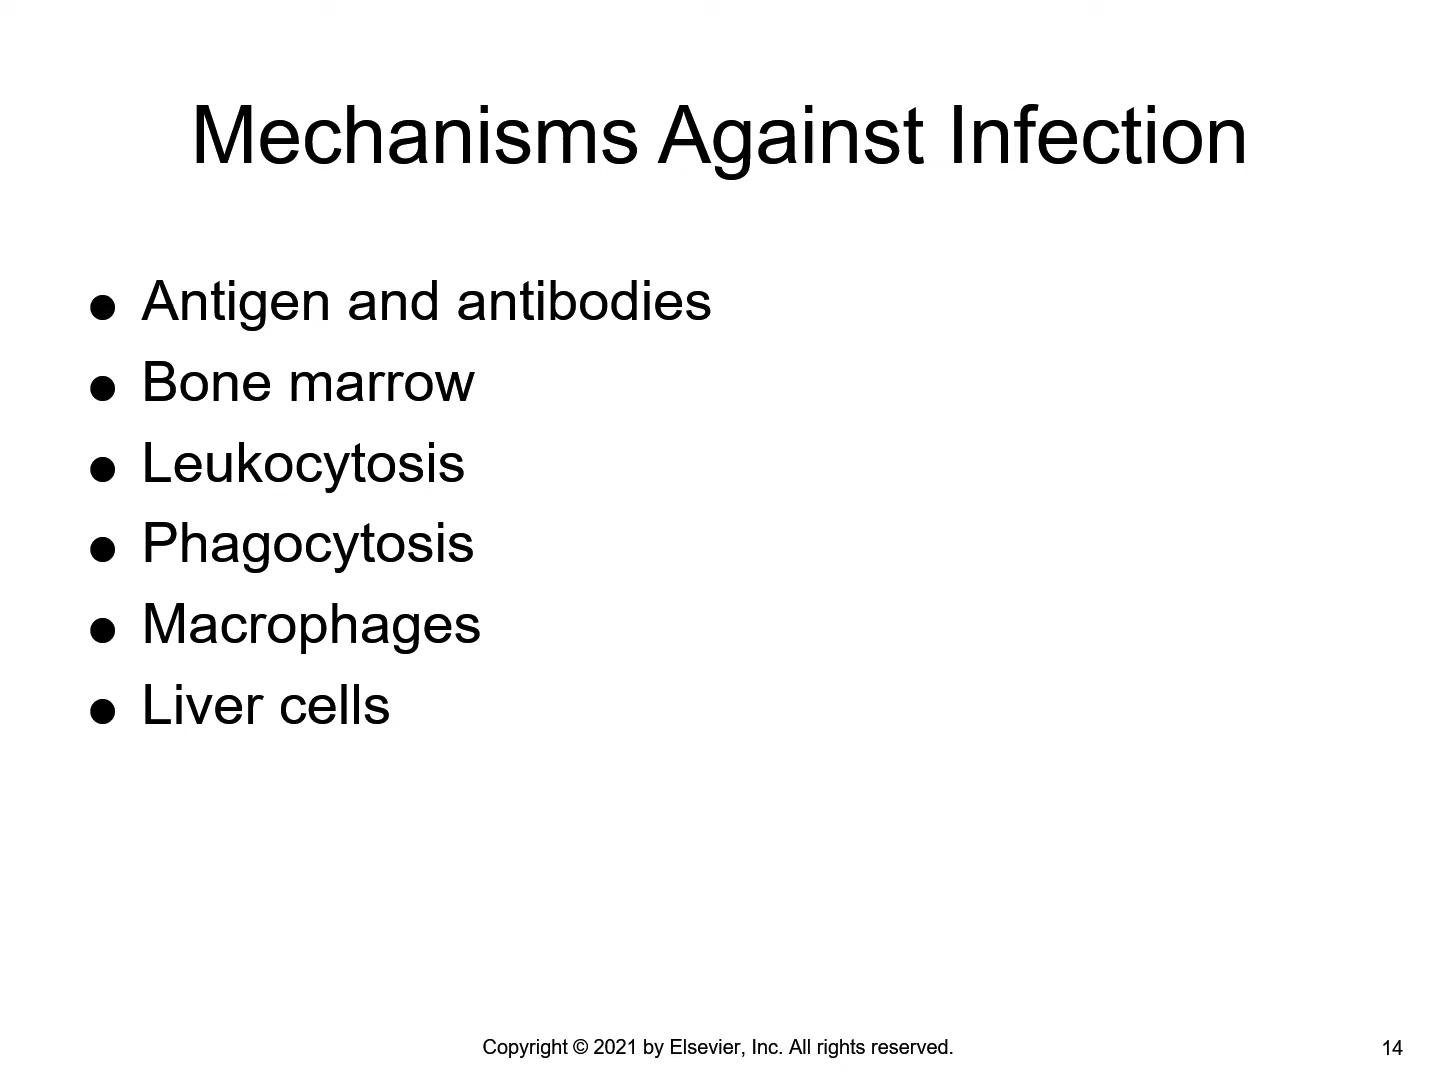 Mechanisms Against Infection
● Antigen and antibodies
● Bone marrow
● Leukocytosis
● Phagocytosis
● Macrophages
● Liver cells
Copyright © 2021 by Elsevier, Inc. All rights reserved.
14